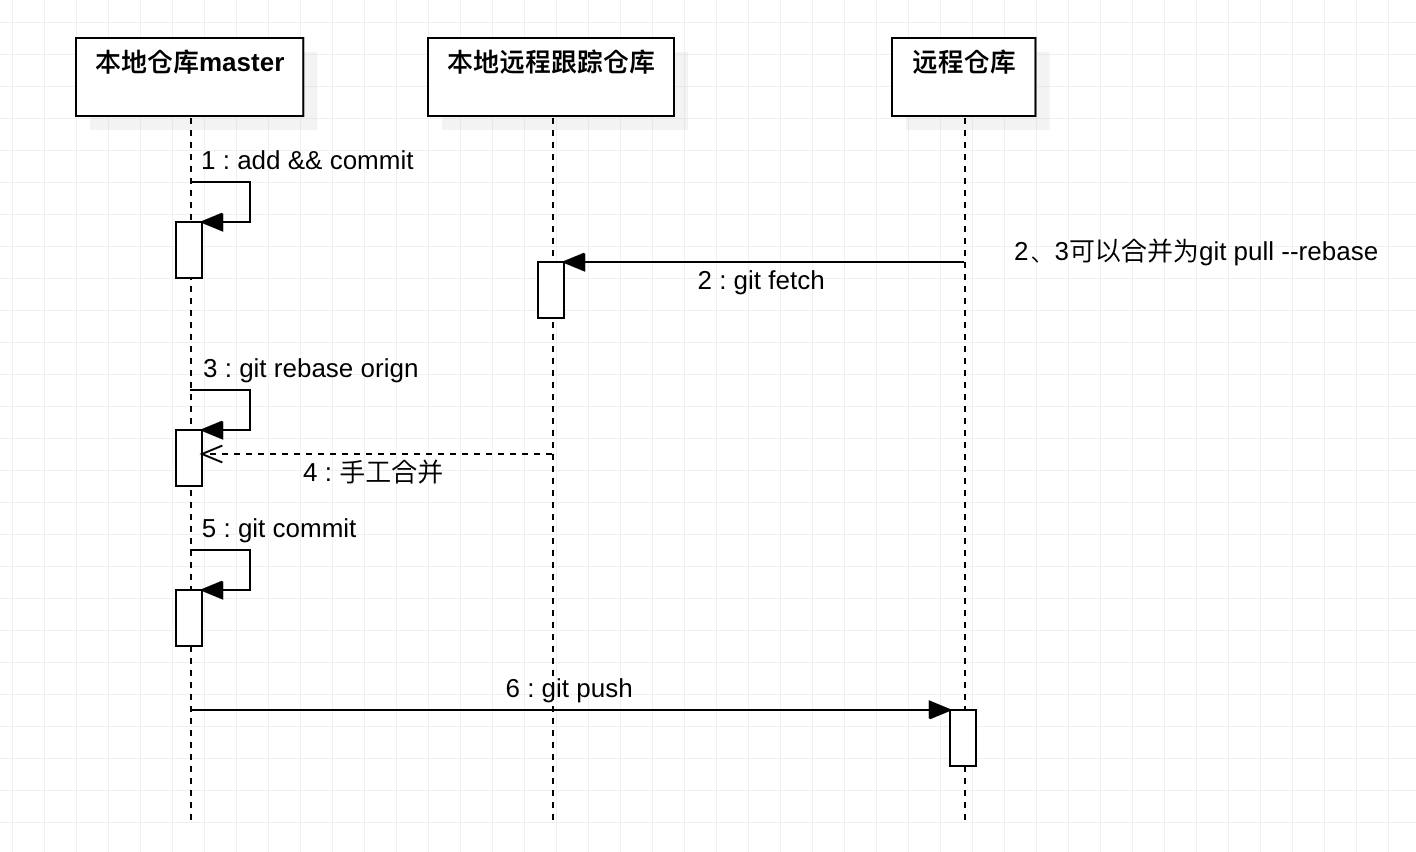 本地仓库master
本地远程跟踪仓库
远程仓库
1 : add && commit
2、3可以合并为git pull --rebase
2 : git fetch
3 : git rebase orign
4 : 手工合并
5 : git commit
6 : git push